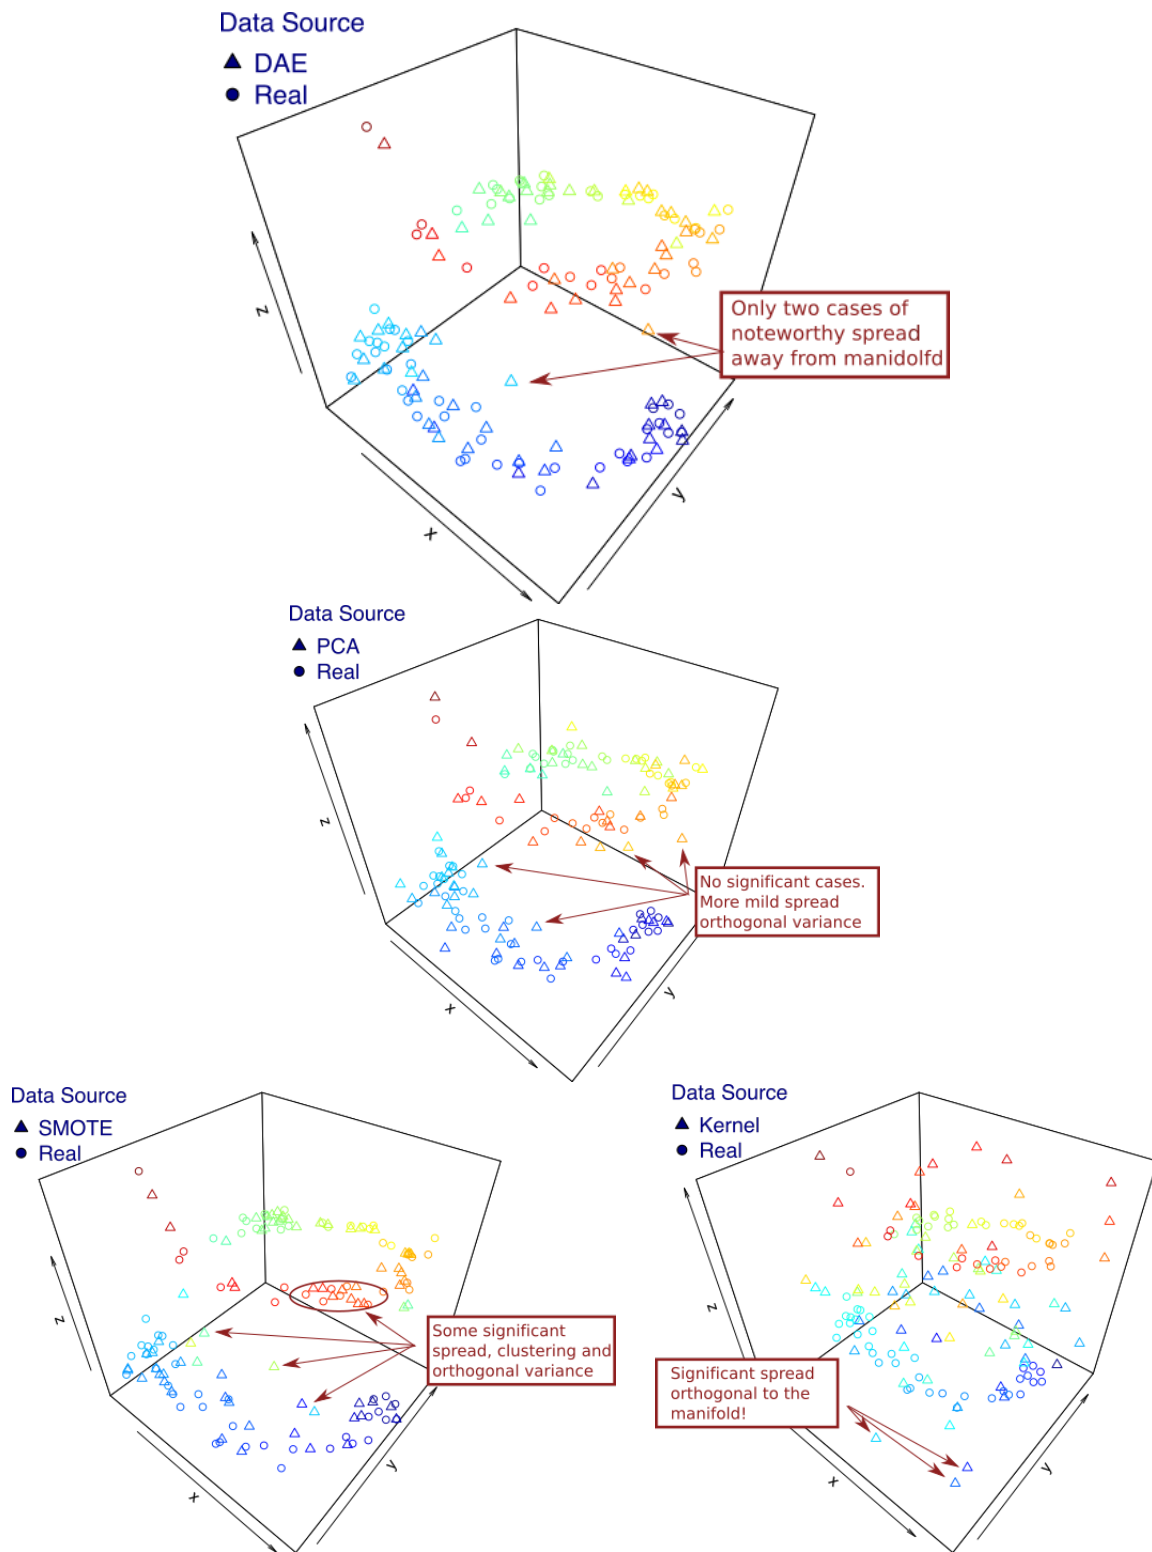 Data Source
DAE
Real
Only two cases of
noteworthy spread
away from manidolfd
z
x
y
Data Source
PCA
Real
No significant cases.
More mild spread
orthogonal variance
z
x
y
Data Source
SMOTE
Real
Some significant
spread, clustering and
orthogonal variance
z
x
y
Data Source
Kernel
Real
Significant spread
orthogonal to the
manifold!
z
x
y